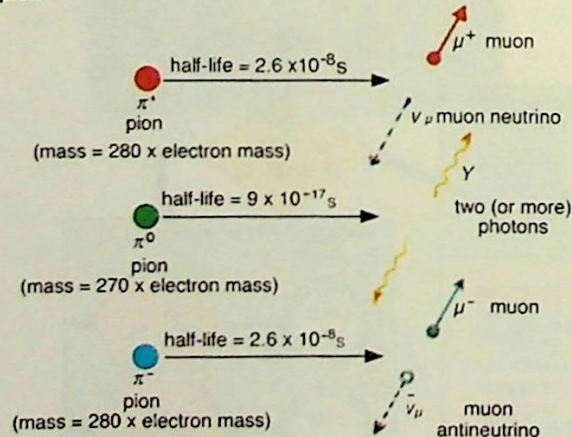 half-life = 2.6 x10⁻⁸s
μ⁺ muon
π⁺
pion
(mass = 280 x electron mass)
νμ muon neutrino
γ
half-life = 9 x 10⁻¹⁷s
two (or more)
photons
π⁰
pion
(mass = 270 x electron mass)
half-life = 2.6 x 10⁻⁸s
μ⁻ muon
π⁻
pion
(mass = 280 x electron mass)
ν̄μ
muon
antineutrino